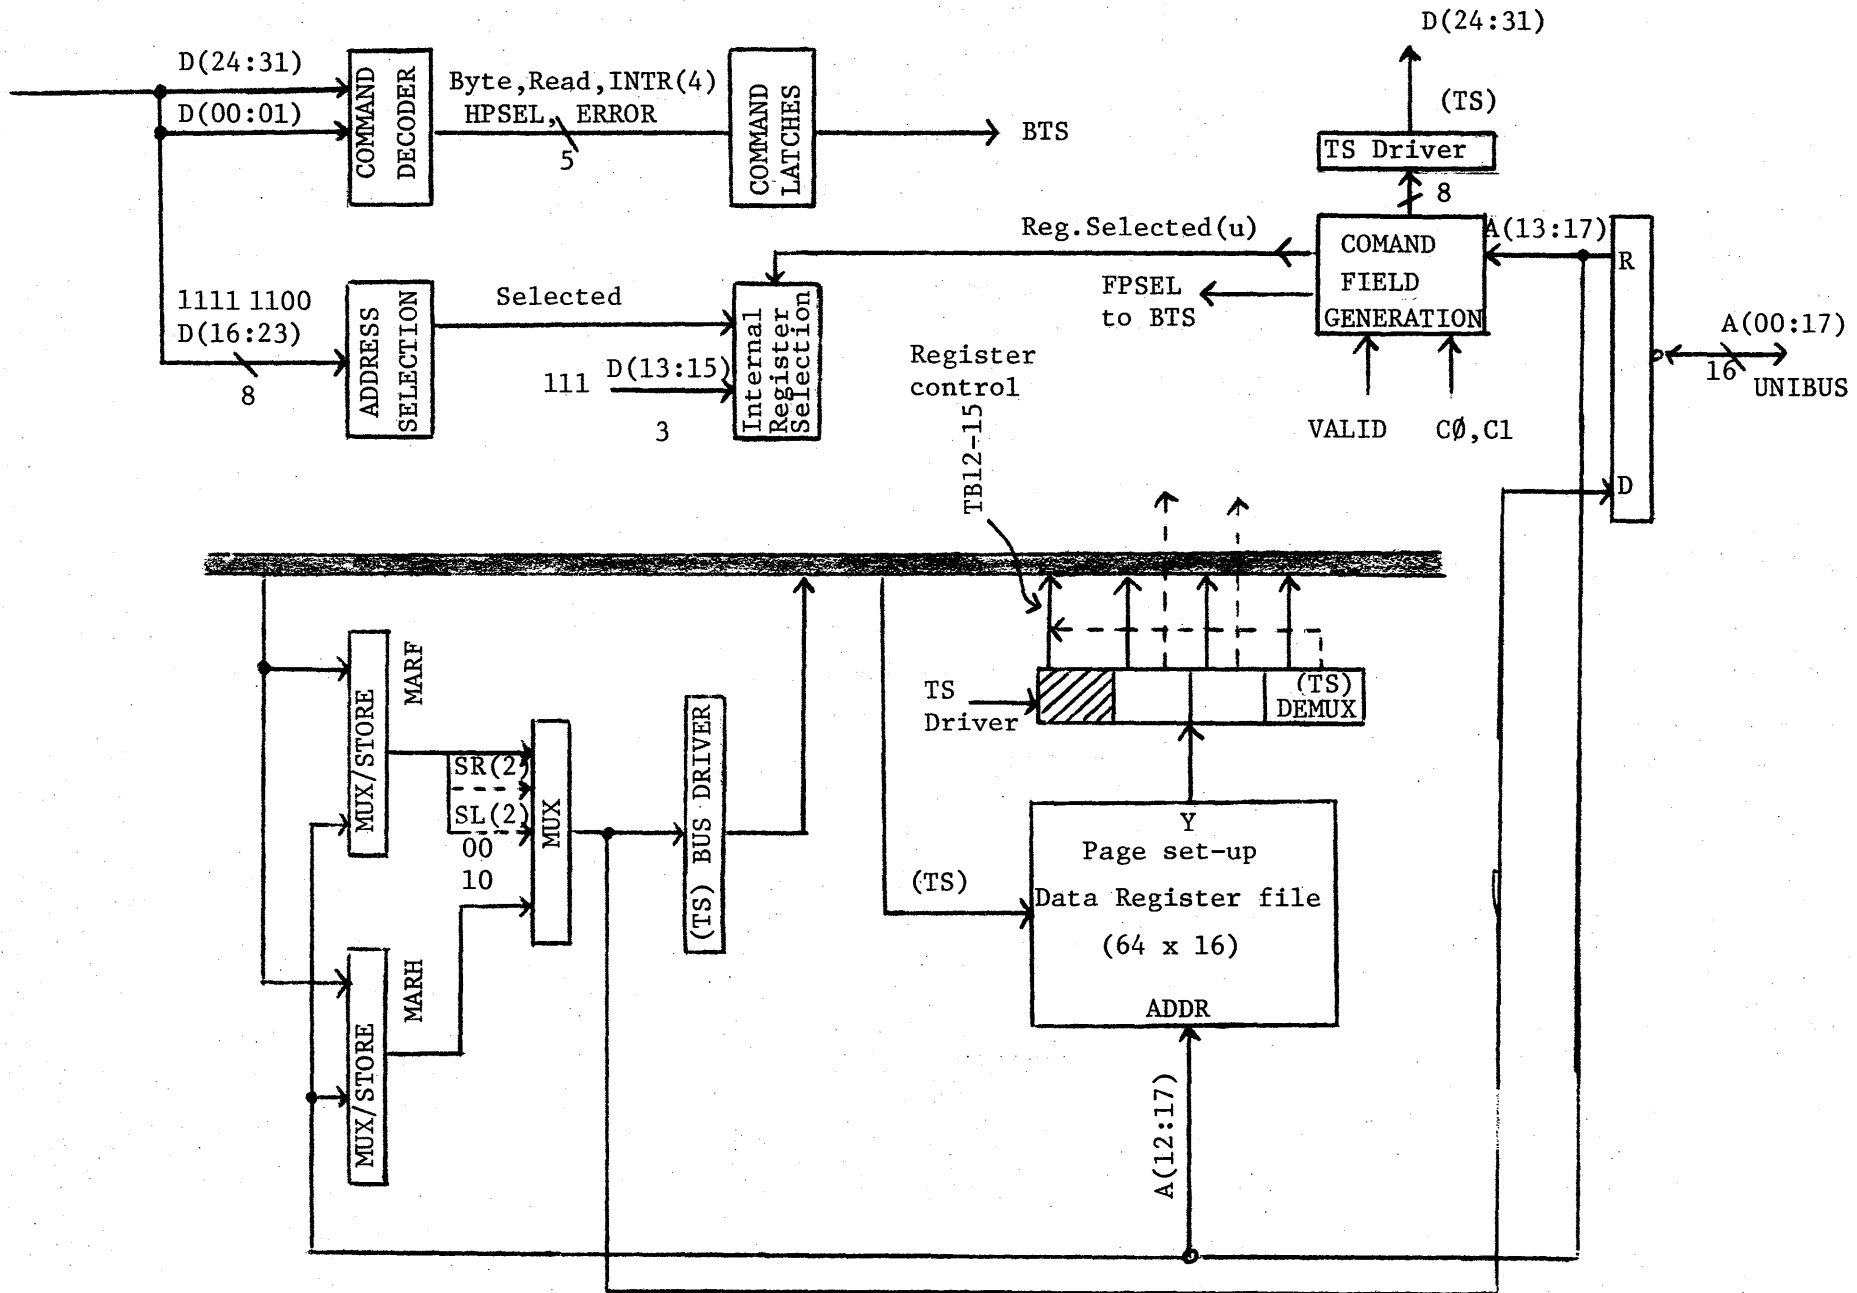 D(24:31)
D(00:01)
COMMAND
DECODER
Byte,Read,INTR(4)
HPSEL, ERROR
5
COMMAND
LATCHES
BTS
D(24:31)
(TS)
TS Driver
8
Reg.Selected(u)
COMAND
FIELD
GENERATION
A(13:17)
R
D
FPSEL
to BTS
VALID
CØ,C1
A(00:17)
16
UNIBUS
1111 1100
D(16:23)
8
ADDRESS
SELECTION
Selected
111
D(13:15)
3
Internal
Register
Selection
Register
control
TB12-15
MUX/STORE
MARF
SR(2)
SL(2)
00
10
MUX
(TS) BUS DRIVER
MUX/STORE
MARH
TS
Driver
(TS)
DEMUX
(TS)
Y
Page set-up
Data Register file
(64 x 16)
ADDR
A(12:17)